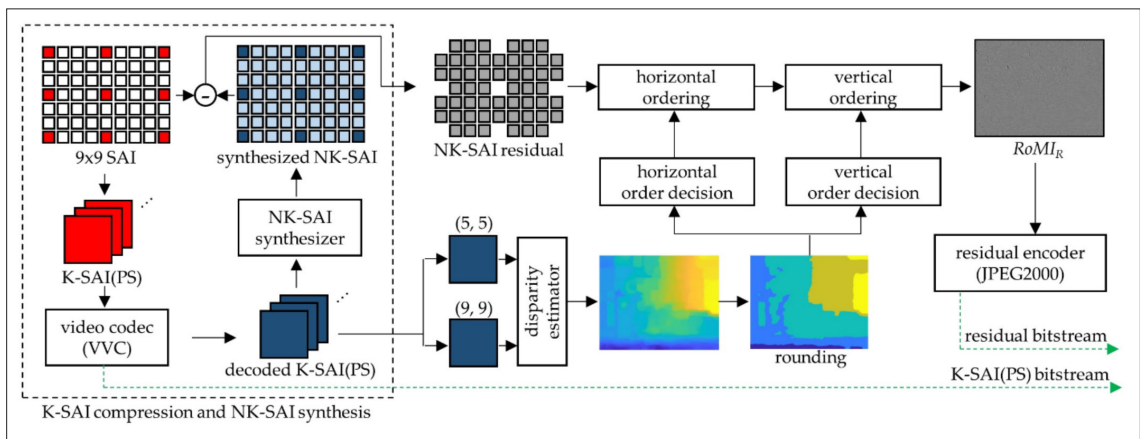 9x9 SAI
synthesized NK-SAI
K-SAI(PS)
NK-SAI
synthesizer
video codec
(VVC)
decoded K-SAI(PS)
K-SAI compression and NK-SAI synthesis
NK-SAI residual
horizontal
ordering
vertical
ordering
RoMI_R
horizontal
order decision
vertical
order decision
(5, 5)
(9, 9)
disparity
estimator
rounding
residual encoder
(JPEG2000)
residual bitstream
K-SAI(PS) bitstream